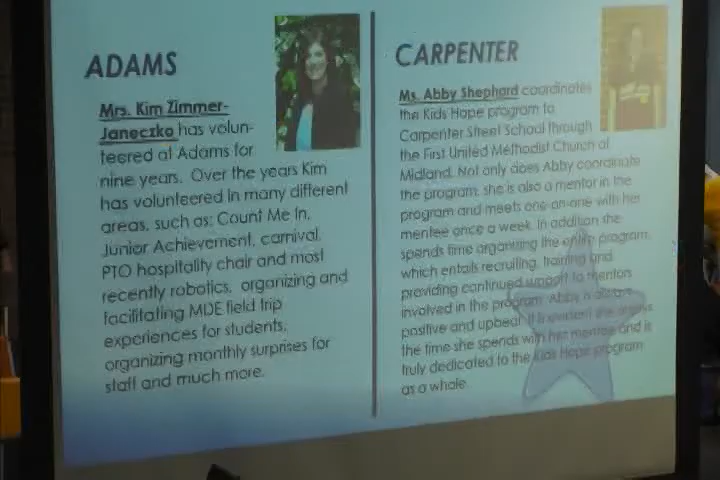 ADAMS
Mrs. Kim Zimmer-
Janeczko has volun-
teered at Adams for
nine years. Over the years Kim
has volunteered in many different
areas, such as: Count Me In,
Junior Achievement, carnival,
PTO hospitality chair and most
recently robotics, organizing and
facilitating MDE field trip
experiences for students,
organizing monthly surprises for
staff and much more.
CARPENTER
Ms. Abby Shephard coordinates
the Kids Hope program to
Carpenter Street School through
the First United Methodist Church of
Midland. Not only does Abby coordinate
the program, she is also a mentor in the
program and meets one-on-one with her
mentee once a week. In addition she
spends time organizing the entire program,
which entails recruiting, training and
providing continued support to mentors
involved in the program. Abby is always
positive and upbeat. It is evident she enjoys
the time she spends with her mentee and is
truly dedicated to the Kids Hope program
as a whole.